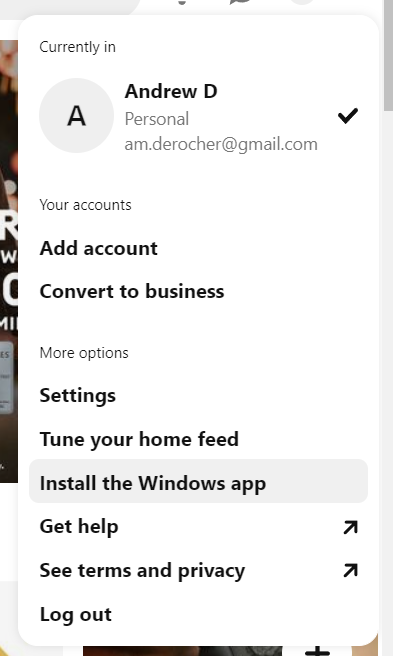 Currently in
A
Andrew D
Personal
am.derocher@gmail.com
Your accounts
Add account
Convert to business
More options
Settings
Tune your home feed
Install the Windows app
Get help
See terms and privacy
Log out